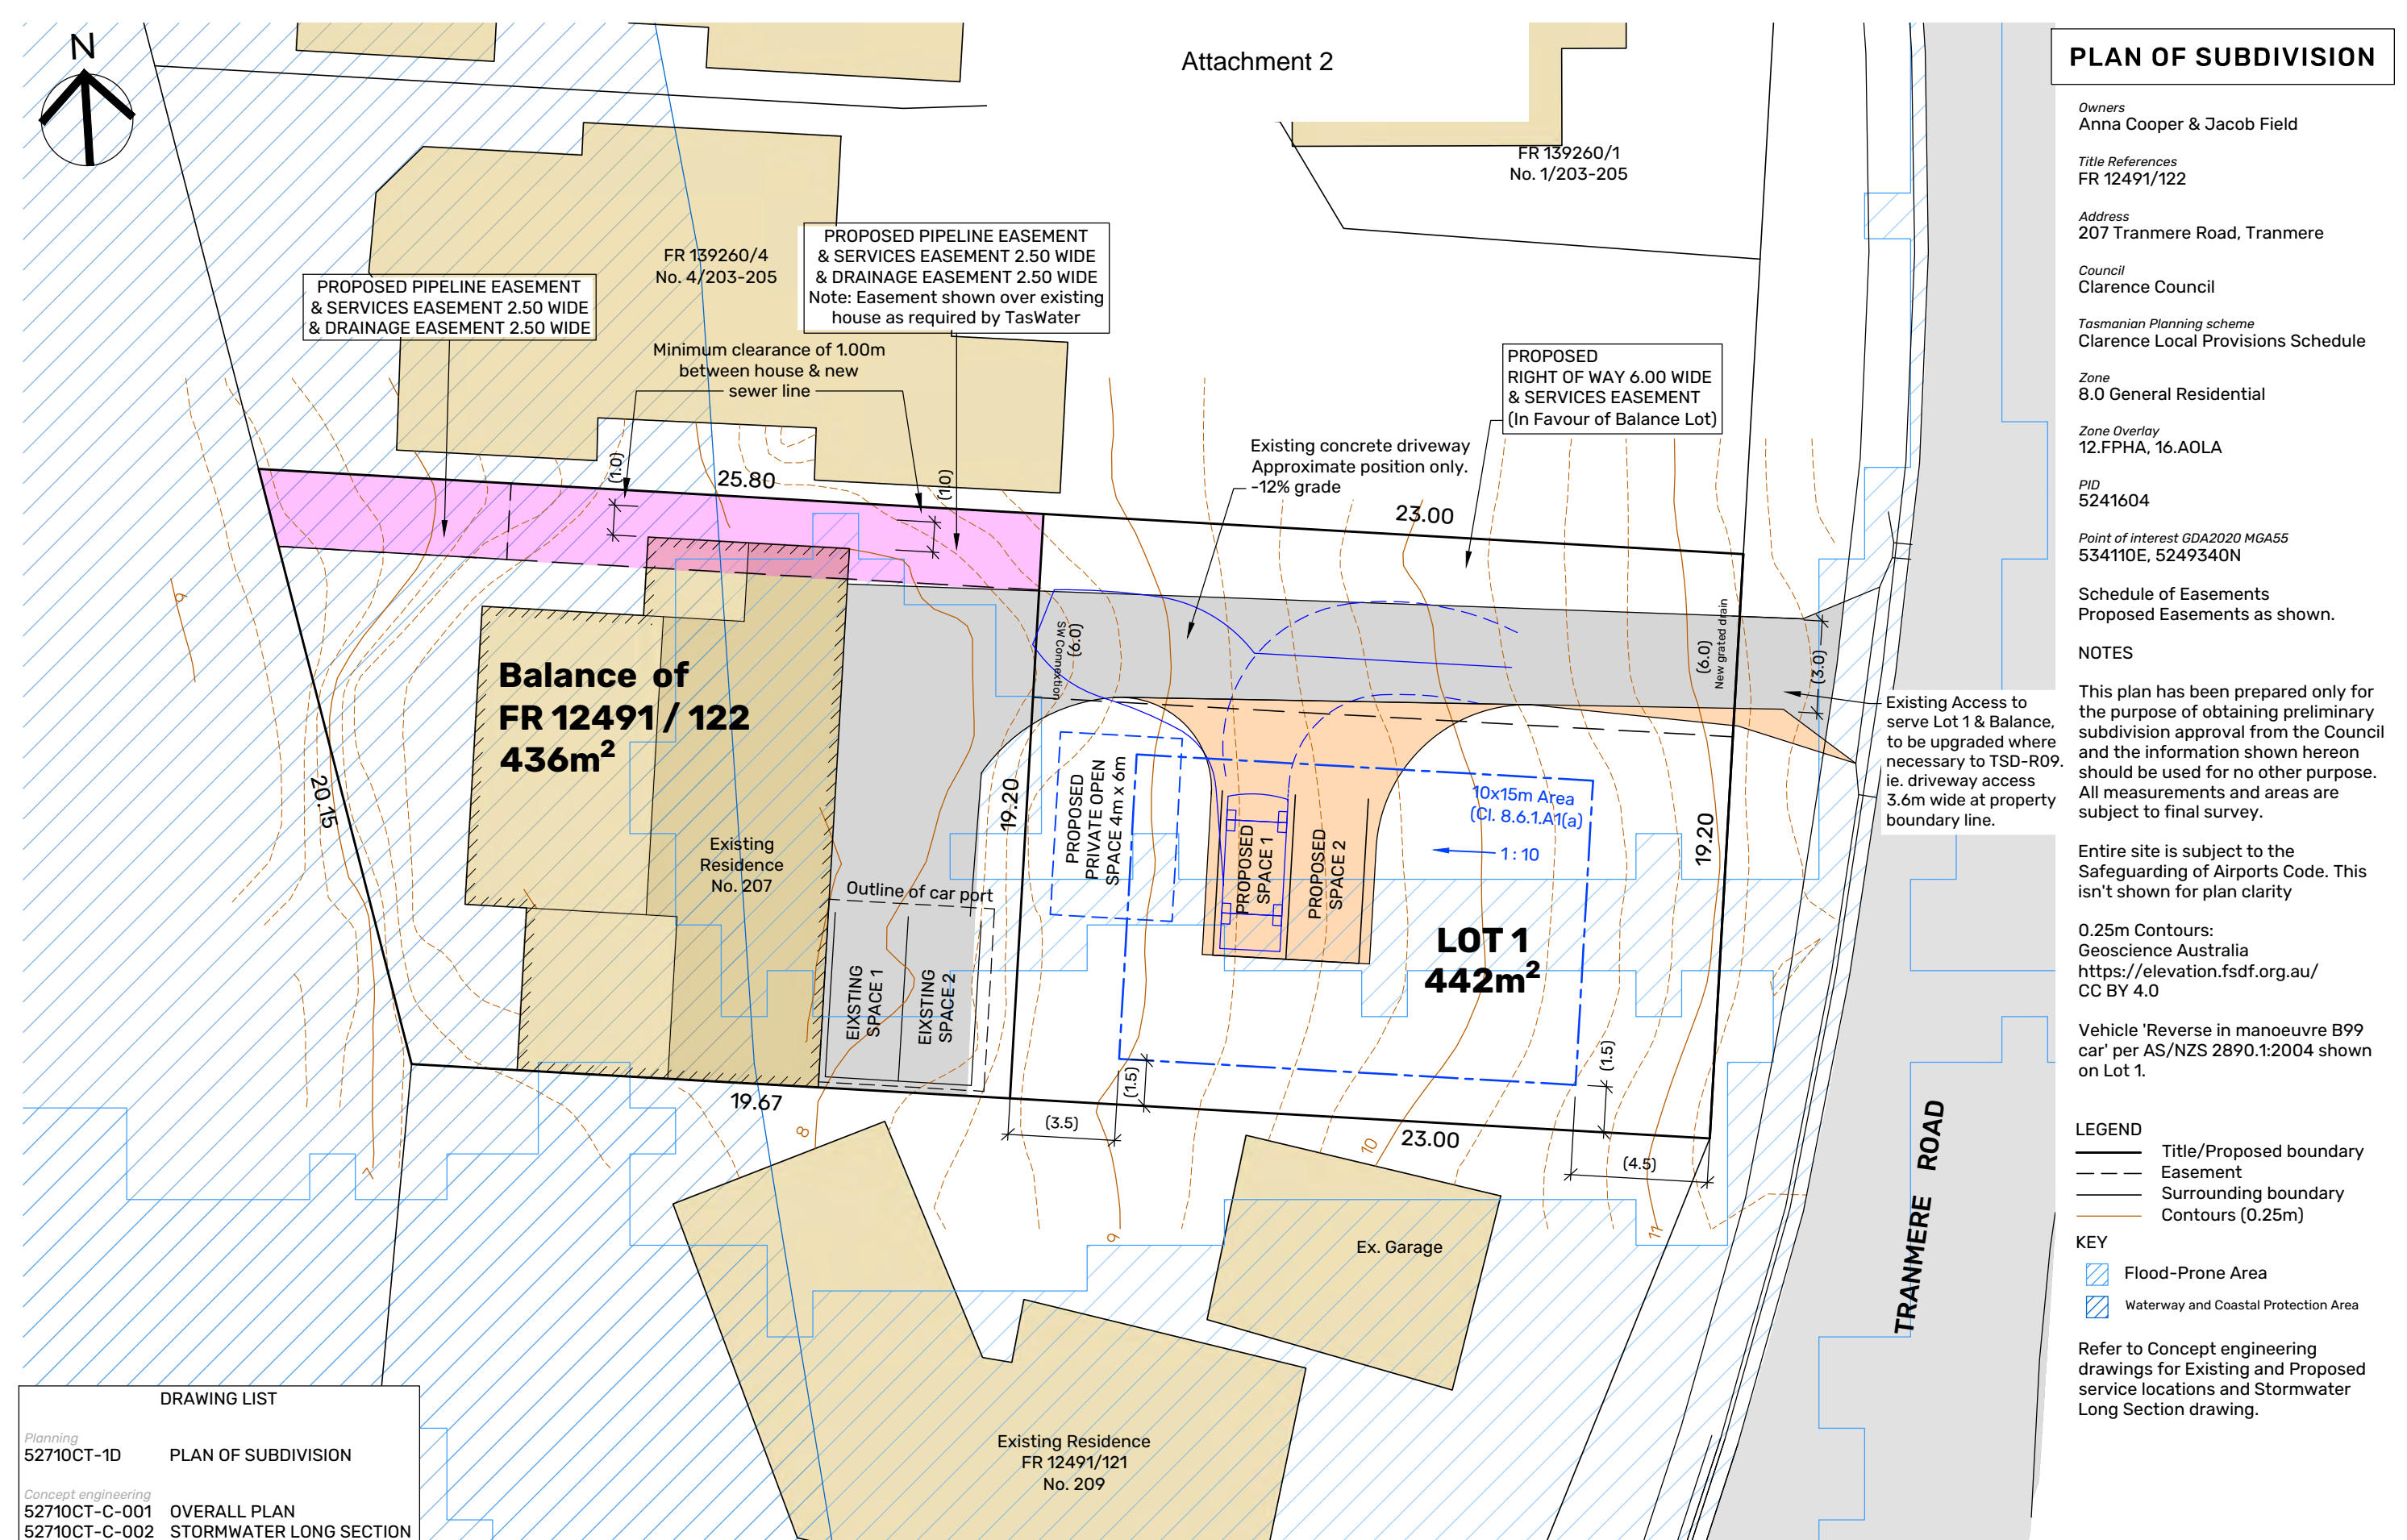 N
Attachment 2
FR 139260/1
No. 1/203-205
FR 139260/4
No. 4/203-205
PROPOSED PIPELINE EASEMENT
& SERVICES EASEMENT 2.50 WIDE
& DRAINAGE EASEMENT 2.50 WIDE
PROPOSED PIPELINE EASEMENT
& SERVICES EASEMENT 2.50 WIDE
& DRAINAGE EASEMENT 2.50 WIDE
Note: Easement shown over existing
house as required by TasWater
Minimum clearance of 1.00m
between house & new
sewer line
PROPOSED
RIGHT OF WAY 6.00 WIDE
& SERVICES EASEMENT
(In Favour of Balance Lot)
Existing concrete driveway
Approximate position only.
-12% grade
(1.0)
25.80
(1.0)
23.00
9
SW Connextion
(6.0)
(6.0)
New grated drain
(3.0)
Balance of
FR 12491 / 122
436m²
20.15
19.20
19.20
Existing
Residence
No. 207
Outline of car port
EIXSTING
SPACE 1
EIXSTING
SPACE 2
PROPOSED
PRIVATE OPEN
SPACE 4m x 6m
PROPOSED
SPACE 1
PROPOSED
SPACE 2
10x15m Area
(Cl. 8.6.1.A1(a)
1 : 10
LOT 1
442m²
Existing Access to
serve Lot 1 & Balance,
to be upgraded where
necessary to TSD-R09.
ie. driveway access
3.6m wide at property
boundary line.
(1.5)
(1.5)
19.67
(3.5)
23.00
(4.5)
7
8
9
10
11
Ex. Garage
Existing Residence
FR 12491/121
No. 209
TRANMERE ROAD
DRAWING LIST
Planning
52710CT-1D PLAN OF SUBDIVISION
Concept engineering
52710CT-C-001 OVERALL PLAN
52710CT-C-002 STORMWATER LONG SECTION
PLAN OF SUBDIVISION
Owners
Anna Cooper & Jacob Field
Title References
FR 12491/122
Address
207 Tranmere Road, Tranmere
Council
Clarence Council
Tasmanian Planning scheme
Clarence Local Provisions Schedule
Zone
8.0 General Residential
Zone Overlay
12.FPHA, 16.AOLA
PID
5241604
Point of interest GDA2020 MGA55
534110E, 5249340N
Schedule of Easements
Proposed Easements as shown.
NOTES
This plan has been prepared only for
the purpose of obtaining preliminary
subdivision approval from the Council
and the information shown hereon
should be used for no other purpose.
All measurements and areas are
subject to final survey.
Entire site is subject to the
Safeguarding of Airports Code. This
isn't shown for plan clarity
0.25m Contours:
Geoscience Australia
https://elevation.fsdf.org.au/
CC BY 4.0
Vehicle 'Reverse in manoeuvre B99
car' per AS/NZS 2890.1:2004 shown
on Lot 1.
LEGEND
Title/Proposed boundary
Easement
Surrounding boundary
Contours (0.25m)
KEY
Flood-Prone Area
Waterway and Coastal Protection Area
Refer to Concept engineering
drawings for Existing and Proposed
service locations and Stormwater
Long Section drawing.